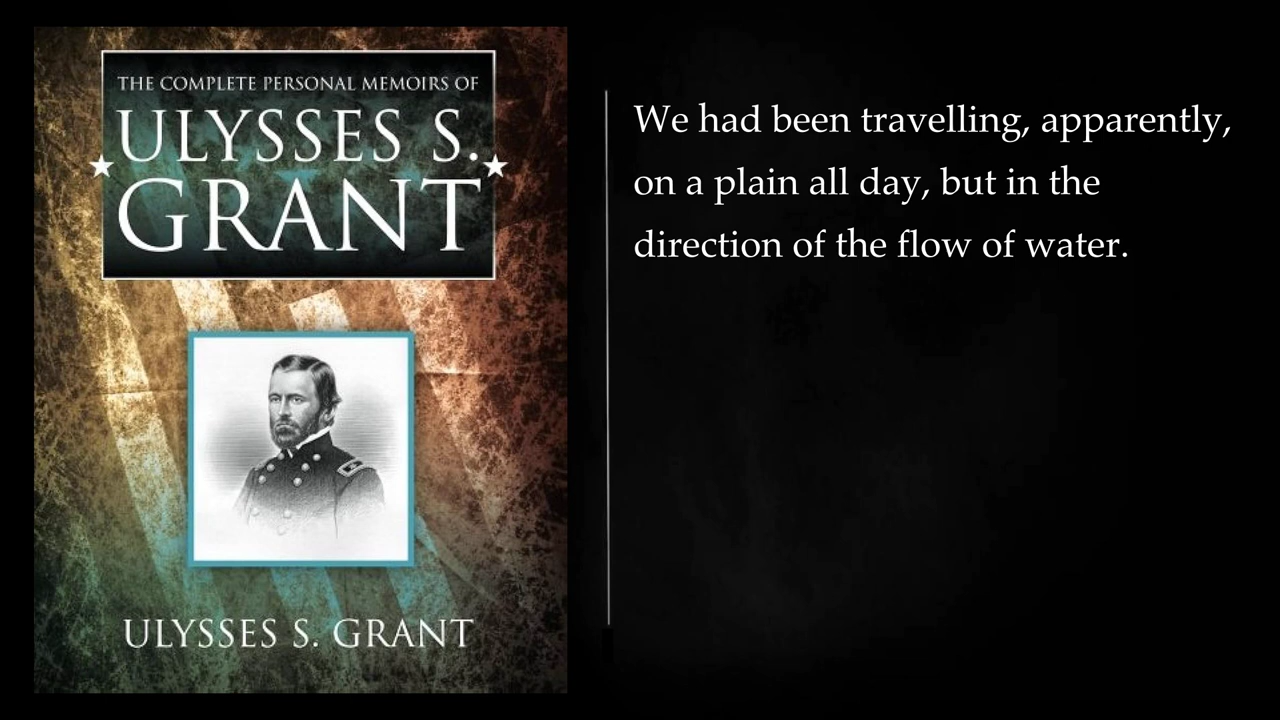 THE COMPLETE PERSONAL MEMOIRS OF
ULYSSES S.
GRANT
ULYSSES S. GRANT
We had been travelling, apparently,
on a plain all day, but in the
direction of the flow of water.